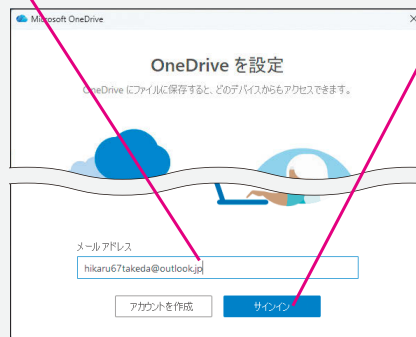 Microsoft OneDrive
OneDrive を設定
OneDrive にファイルに保存すると、どのデバイスからもアクセスできます。
メール アドレス
hikaru67takeda@outlook.jp
アカウントを作成
サインイン